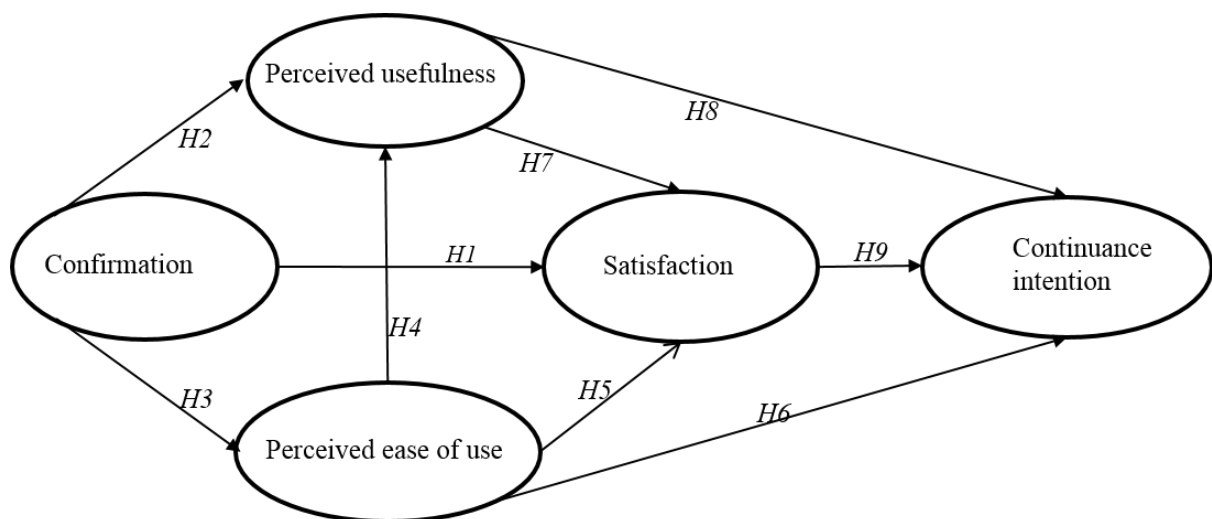 Perceived usefulness
H8
H2
H7
Confirmation
H1
Satisfaction
H9
Continuance
intention
H4
H3
H5
H6
Perceived ease of use